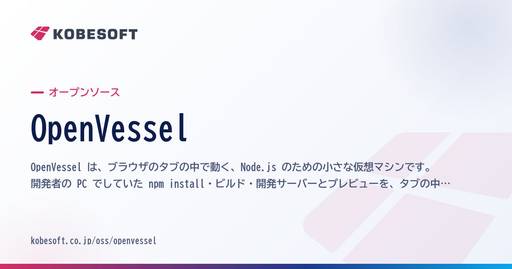 KOBESOFT
オープンソース
OpenVessel
OpenVessel は、ブラウザのタブの中で動く、Node.js のための小さな仮想マシンです。
開発者の PC でしていた npm install・ビルド・開発サーバーとプレビューを、タブの中…
kobesoft.co.jp/oss/openvessel